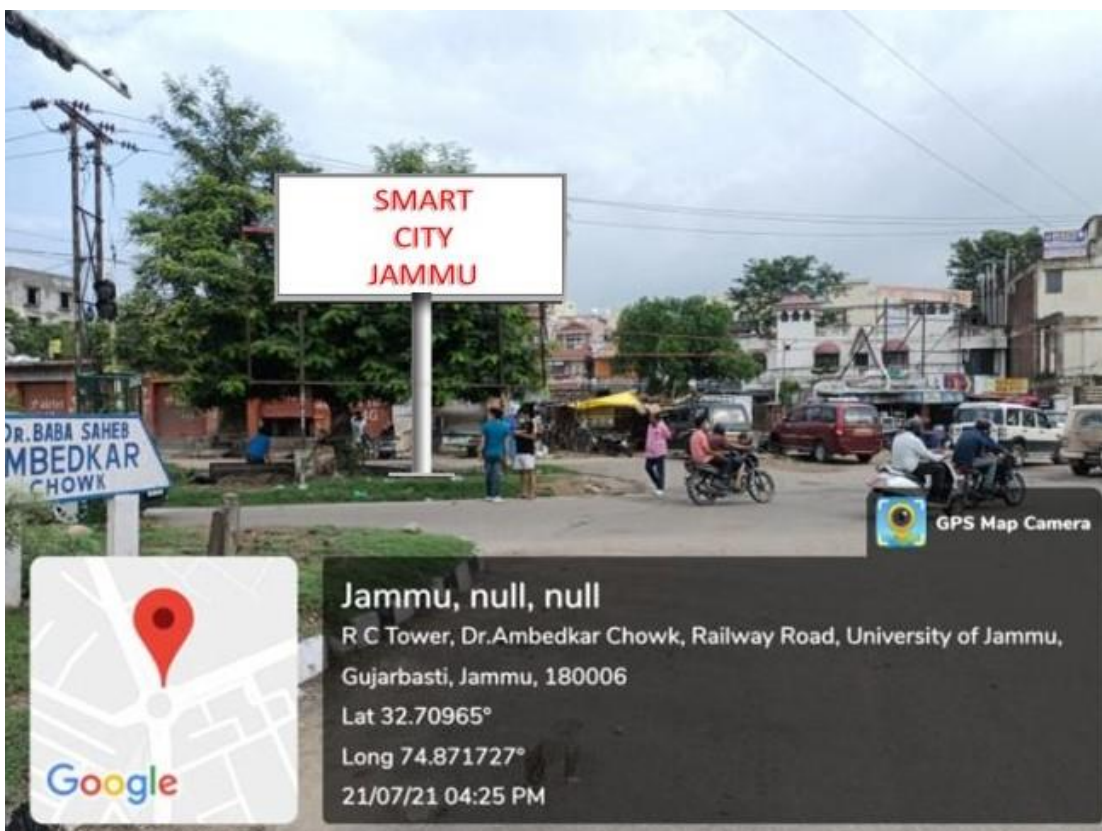 SMART
CITY
JAMMU
DR. BABA SAHEB
MBEDKAR
CHOWK
GPS Map Camera
Jammu, null, null
R C Tower, Dr.Ambedkar Chowk, Railway Road, University of Jammu,
Gujarbasti, Jammu, 180006
Lat 32.70965°
Long 74.871727°
21/07/21 04:25 PM
Google